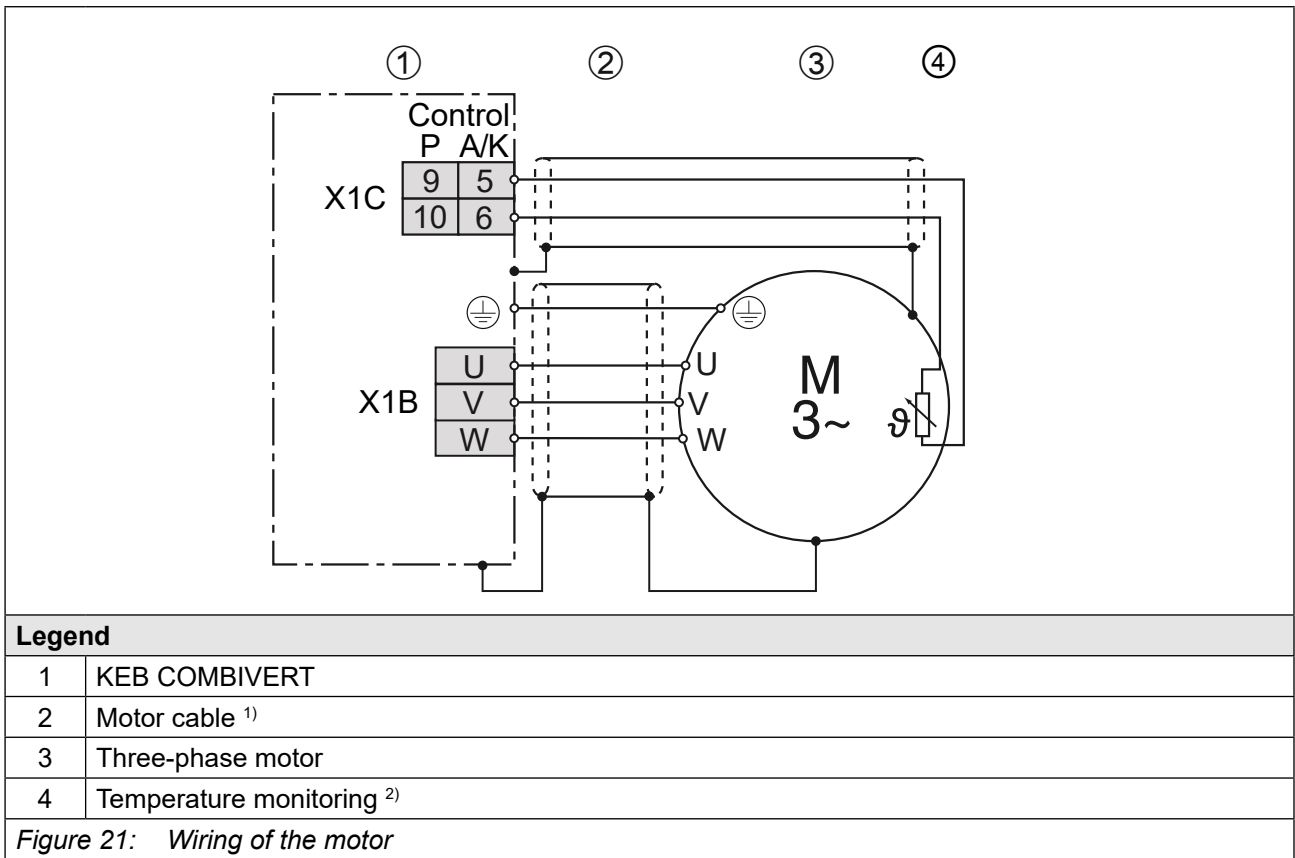 ① ② ③ ④
Control
P A/K
X1C 9 5
10 6
X1B U U
V V
W W
M
3~ ϑ
Legend
1 KEB COMBIVERT
2 Motor cable 1)
3 Three-phase motor
4 Temperature monitoring 2)
Figure 21: Wiring of the motor